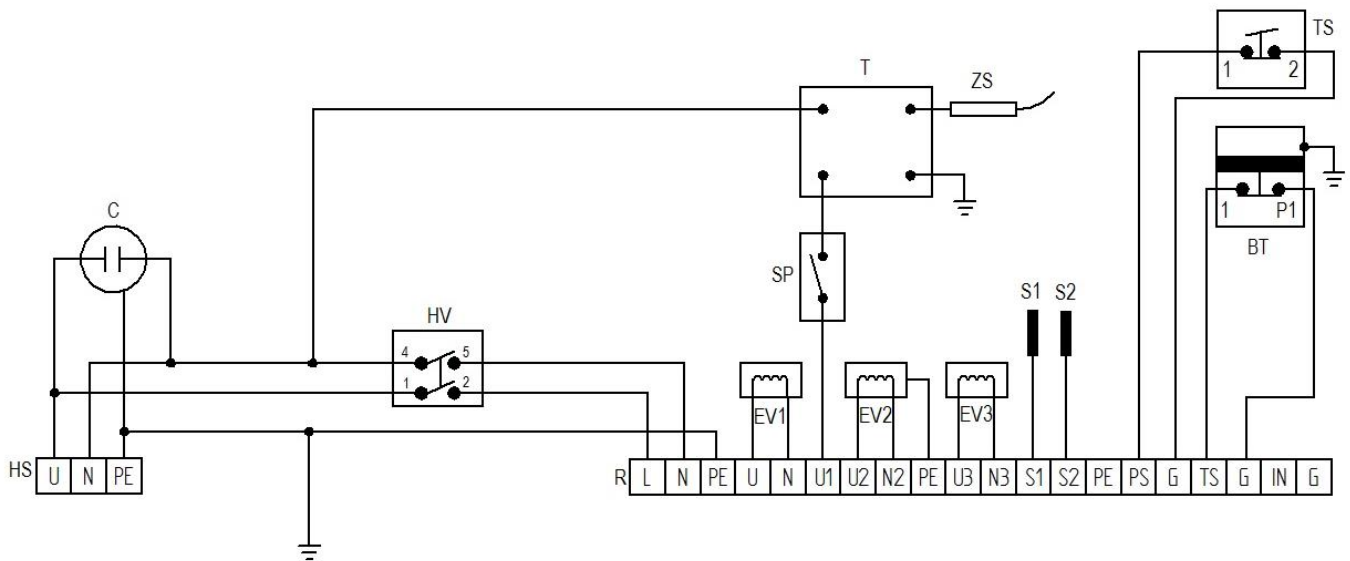 TS
1 2
T
ZS
1 P1
BT
C
SP
S1 S2
HV
4 5
1 2
EV1 EV2 EV3
HS U N PE
R L N PE U N U1 U2 N2 PE U3 N3 S1 S2 PE PS G TS G IN G